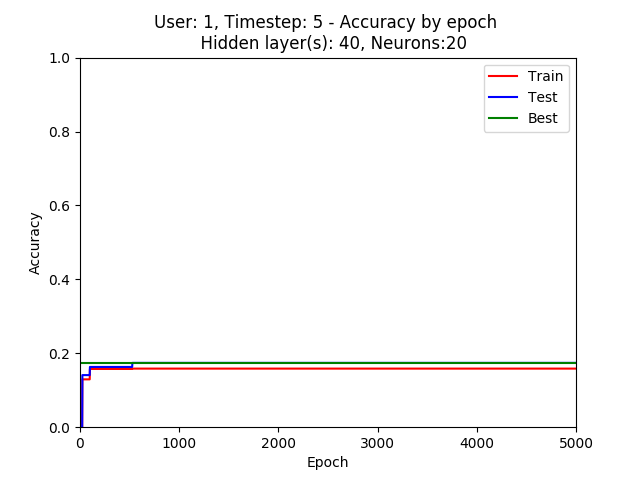 User: 1, Timestep: 5 - Accuracy by epoch
Hidden layer(s): 40, Neurons:20
Train
Test
Best
1.0
0.8
0.6
0.4
0.2
0.0
Accuracy
0 1000 2000 3000 4000 5000
Epoch